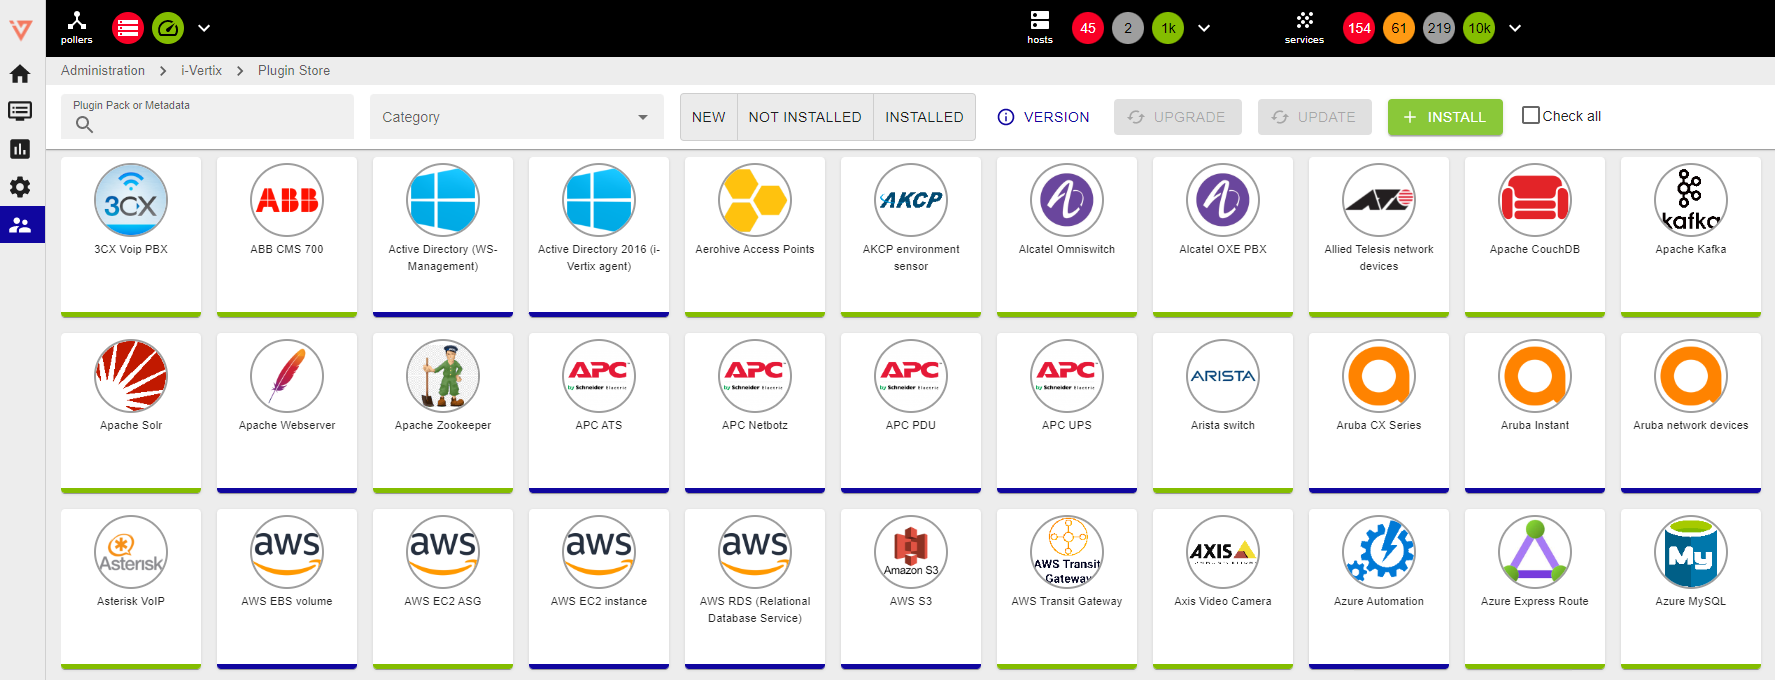 pollers
hosts
45
2
1k
services
154
61
219
10k
Administration
i-Vertix
Plugin Store
Plugin Pack or Metadata
Category
NEW
NOT INSTALLED
INSTALLED
VERSION
UPGRADE
UPDATE
INSTALL
Check all
3CX
ABB
AKCP
kafka
3CX Voip PBX
ABB CMS 700
Active Directory (WS-
Management)
Active Directory 2016 (i-
Vertix agent)
Aerohive Access Points
AKCP environment
sensor
Alcatel Omniswitch
Alcatel OXE PBX
Allied Telesis network
devices
Apache CouchDB
Apache Kafka
APC
by Schneider Electric
APC
by Schneider Electric
APC
by Schneider Electric
APC
by Schneider Electric
ARISTA
Apache Solr
Apache Webserver
Apache Zookeeper
APC ATS
APC Netbotz
APC PDU
APC UPS
Arista switch
Aruba CX Series
Aruba Instant
Aruba network devices
Asterisk
aws
aws
aws
aws
Amazon S3
AWS Transit
Gateway
AXIS
My
Asterisk VoIP
AWS EBS volume
AWS EC2 ASG
AWS EC2 instance
AWS RDS (Relational
Database Service)
AWS S3
AWS Transit Gateway
Axis Video Camera
Azure Automation
Azure Express Route
Azure MySQL